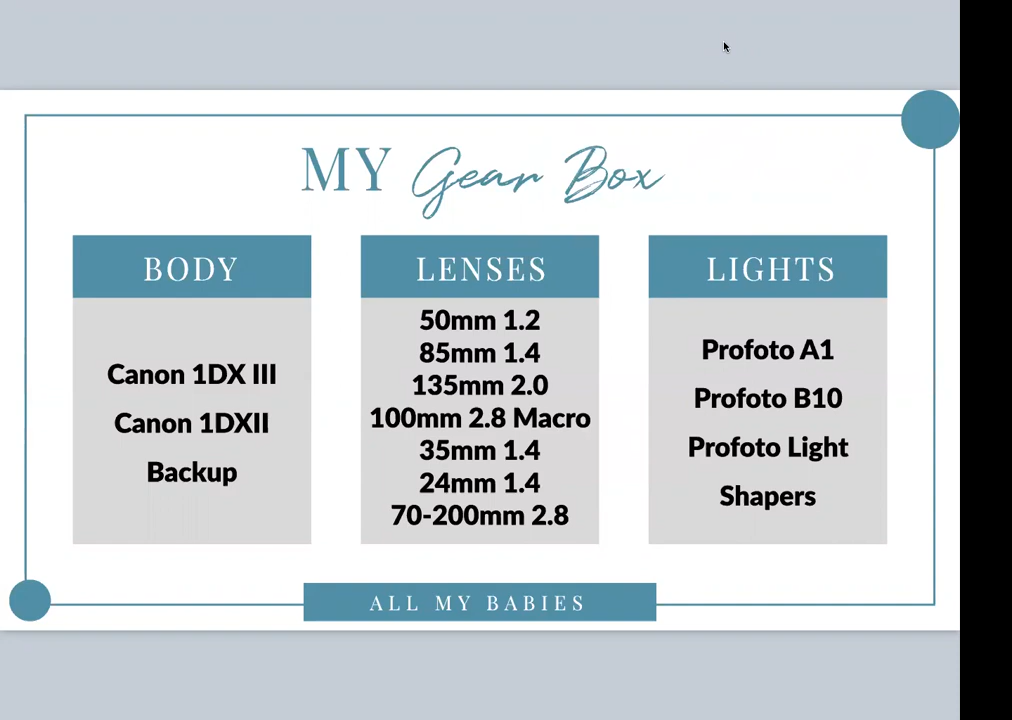 MY Gear Box
BODY
Canon 1DX III
Canon 1DXII
Backup
LENSES
50mm 1.2
85mm 1.4
135mm 2.0
100mm 2.8 Macro
35mm 1.4
24mm 1.4
70-200mm 2.8
LIGHTS
Profoto A1
Profoto B10
Profoto Light
Shapers
ALL MY BABIES